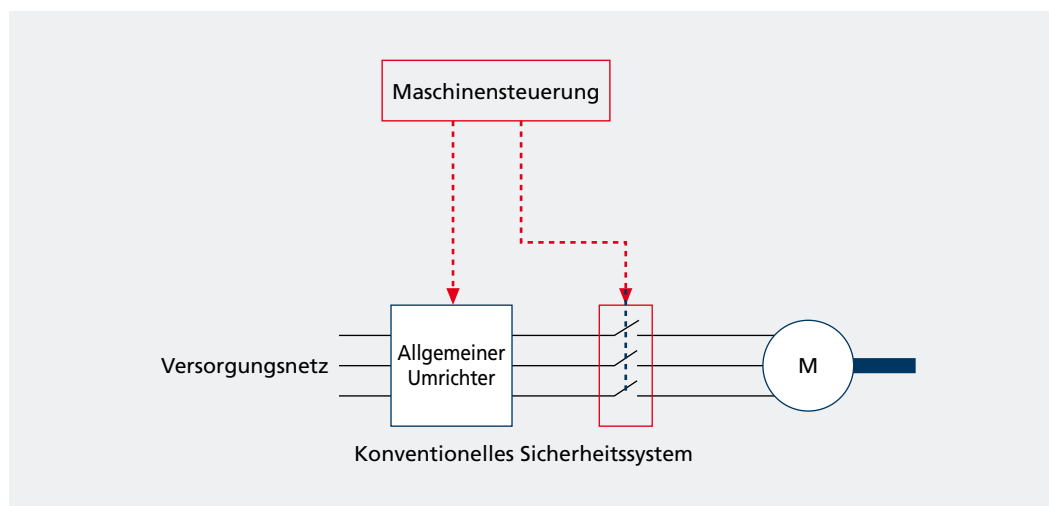 Maschinensteuerung
Versorgungsnetz
Allgemeiner
Umrichter
M
Konventionelles Sicherheitssystem